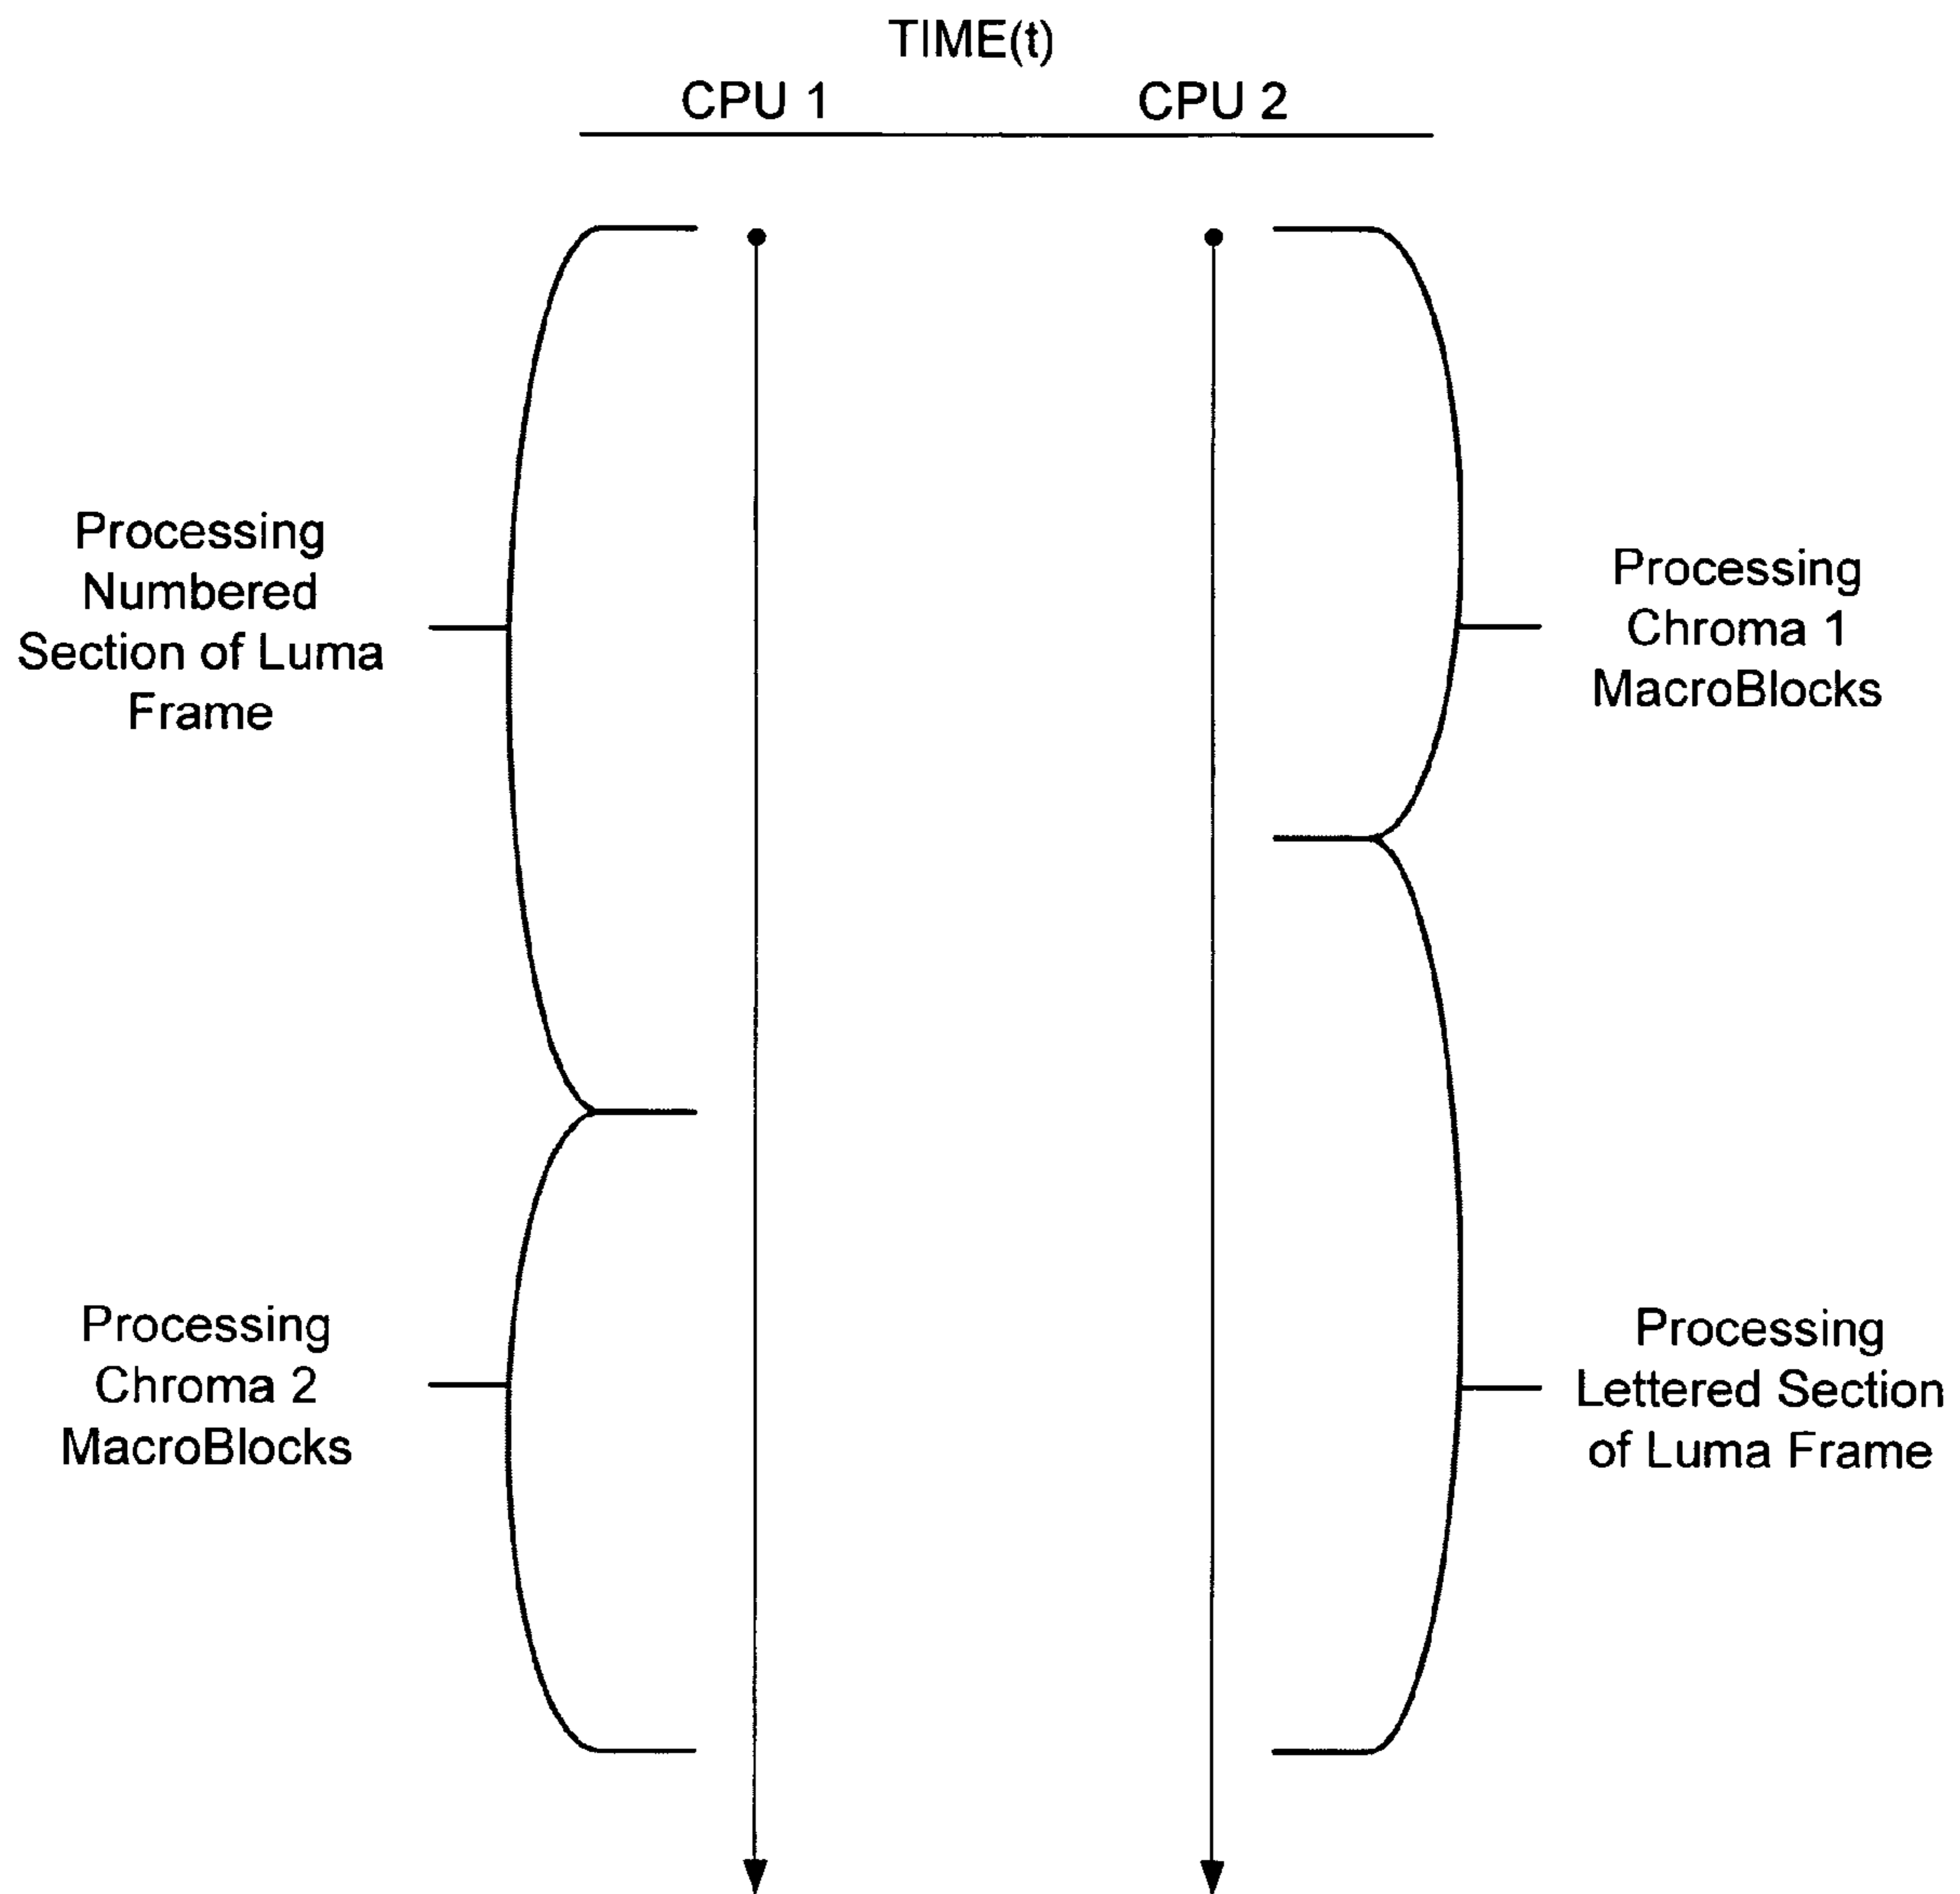 TIME(t)
CPU 1
CPU 2
Processing
Numbered
Section of Luma
Frame
Processing
Chroma 1
MacroBlocks
Processing
Chroma 2
MacroBlocks
Processing
Lettered Section
of Luma Frame